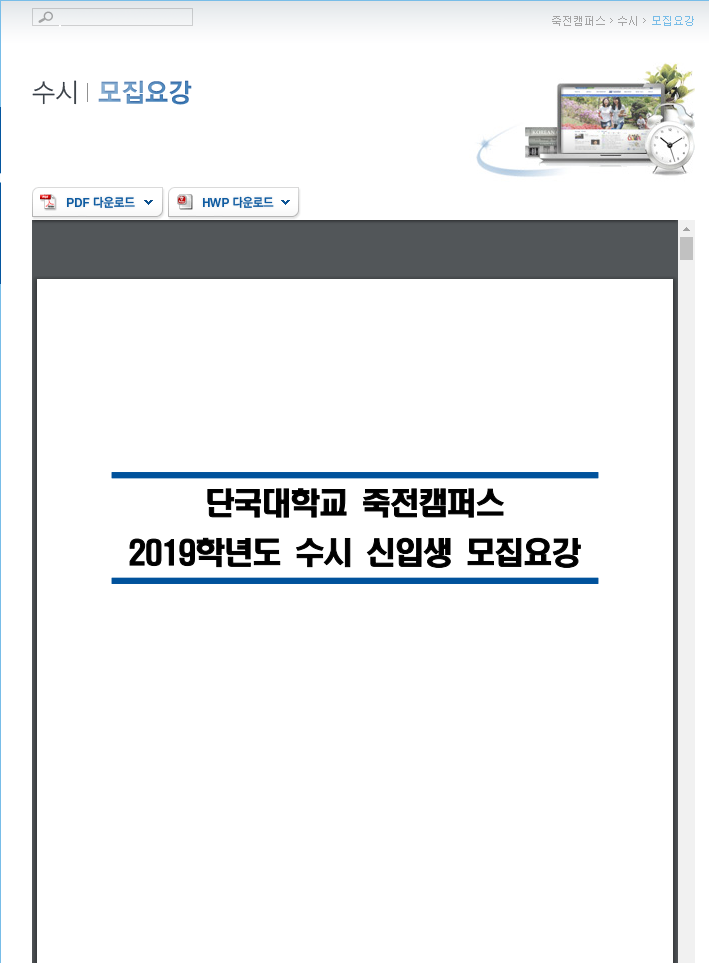 죽전캠퍼스 > 수시 > 모집요강
수시 | 모집요강
PDF 다운로드
HWP 다운로드
단국대학교 죽전캠퍼스
2019학년도 수시 신입생 모집요강